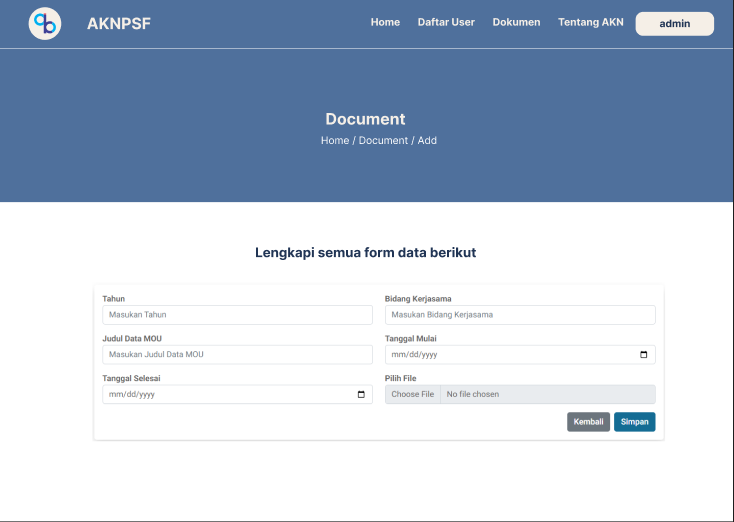 AKNPSF
Home Daftar User Dokumen Tentang AKN admin
Document
Home / Document / Add
Lengkapi semua form data berikut
Tahun Bidang Kerjasama
Masukan Tahun Masukan Bidang Kerjasama
Judul Data MOU Tanggal Mulai
Masukan Judul Data MOU mm/dd/yyyy
Tanggal Selesai Pilih File
mm/dd/yyyy Choose File No file chosen
Kembali Simpan